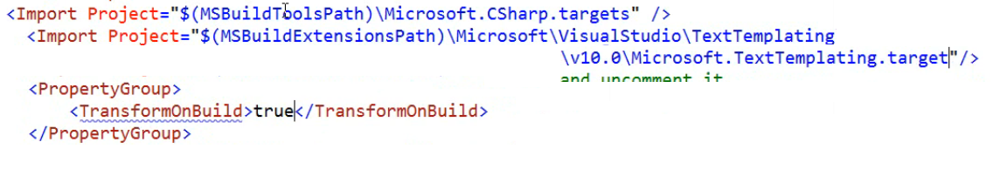 <Import Project="$(MSBuildToolsPath)\Microsoft.CSharp.targets" />
<Import Project="$(MSBuildExtensionsPath)\Microsoft\VisualStudio\TextTemplating
\v10.0\Microsoft.TextTemplating.target"/>
and uncomment it
<PropertyGroup>
<TransformOnBuild>true</TransformOnBuild>
</PropertyGroup>